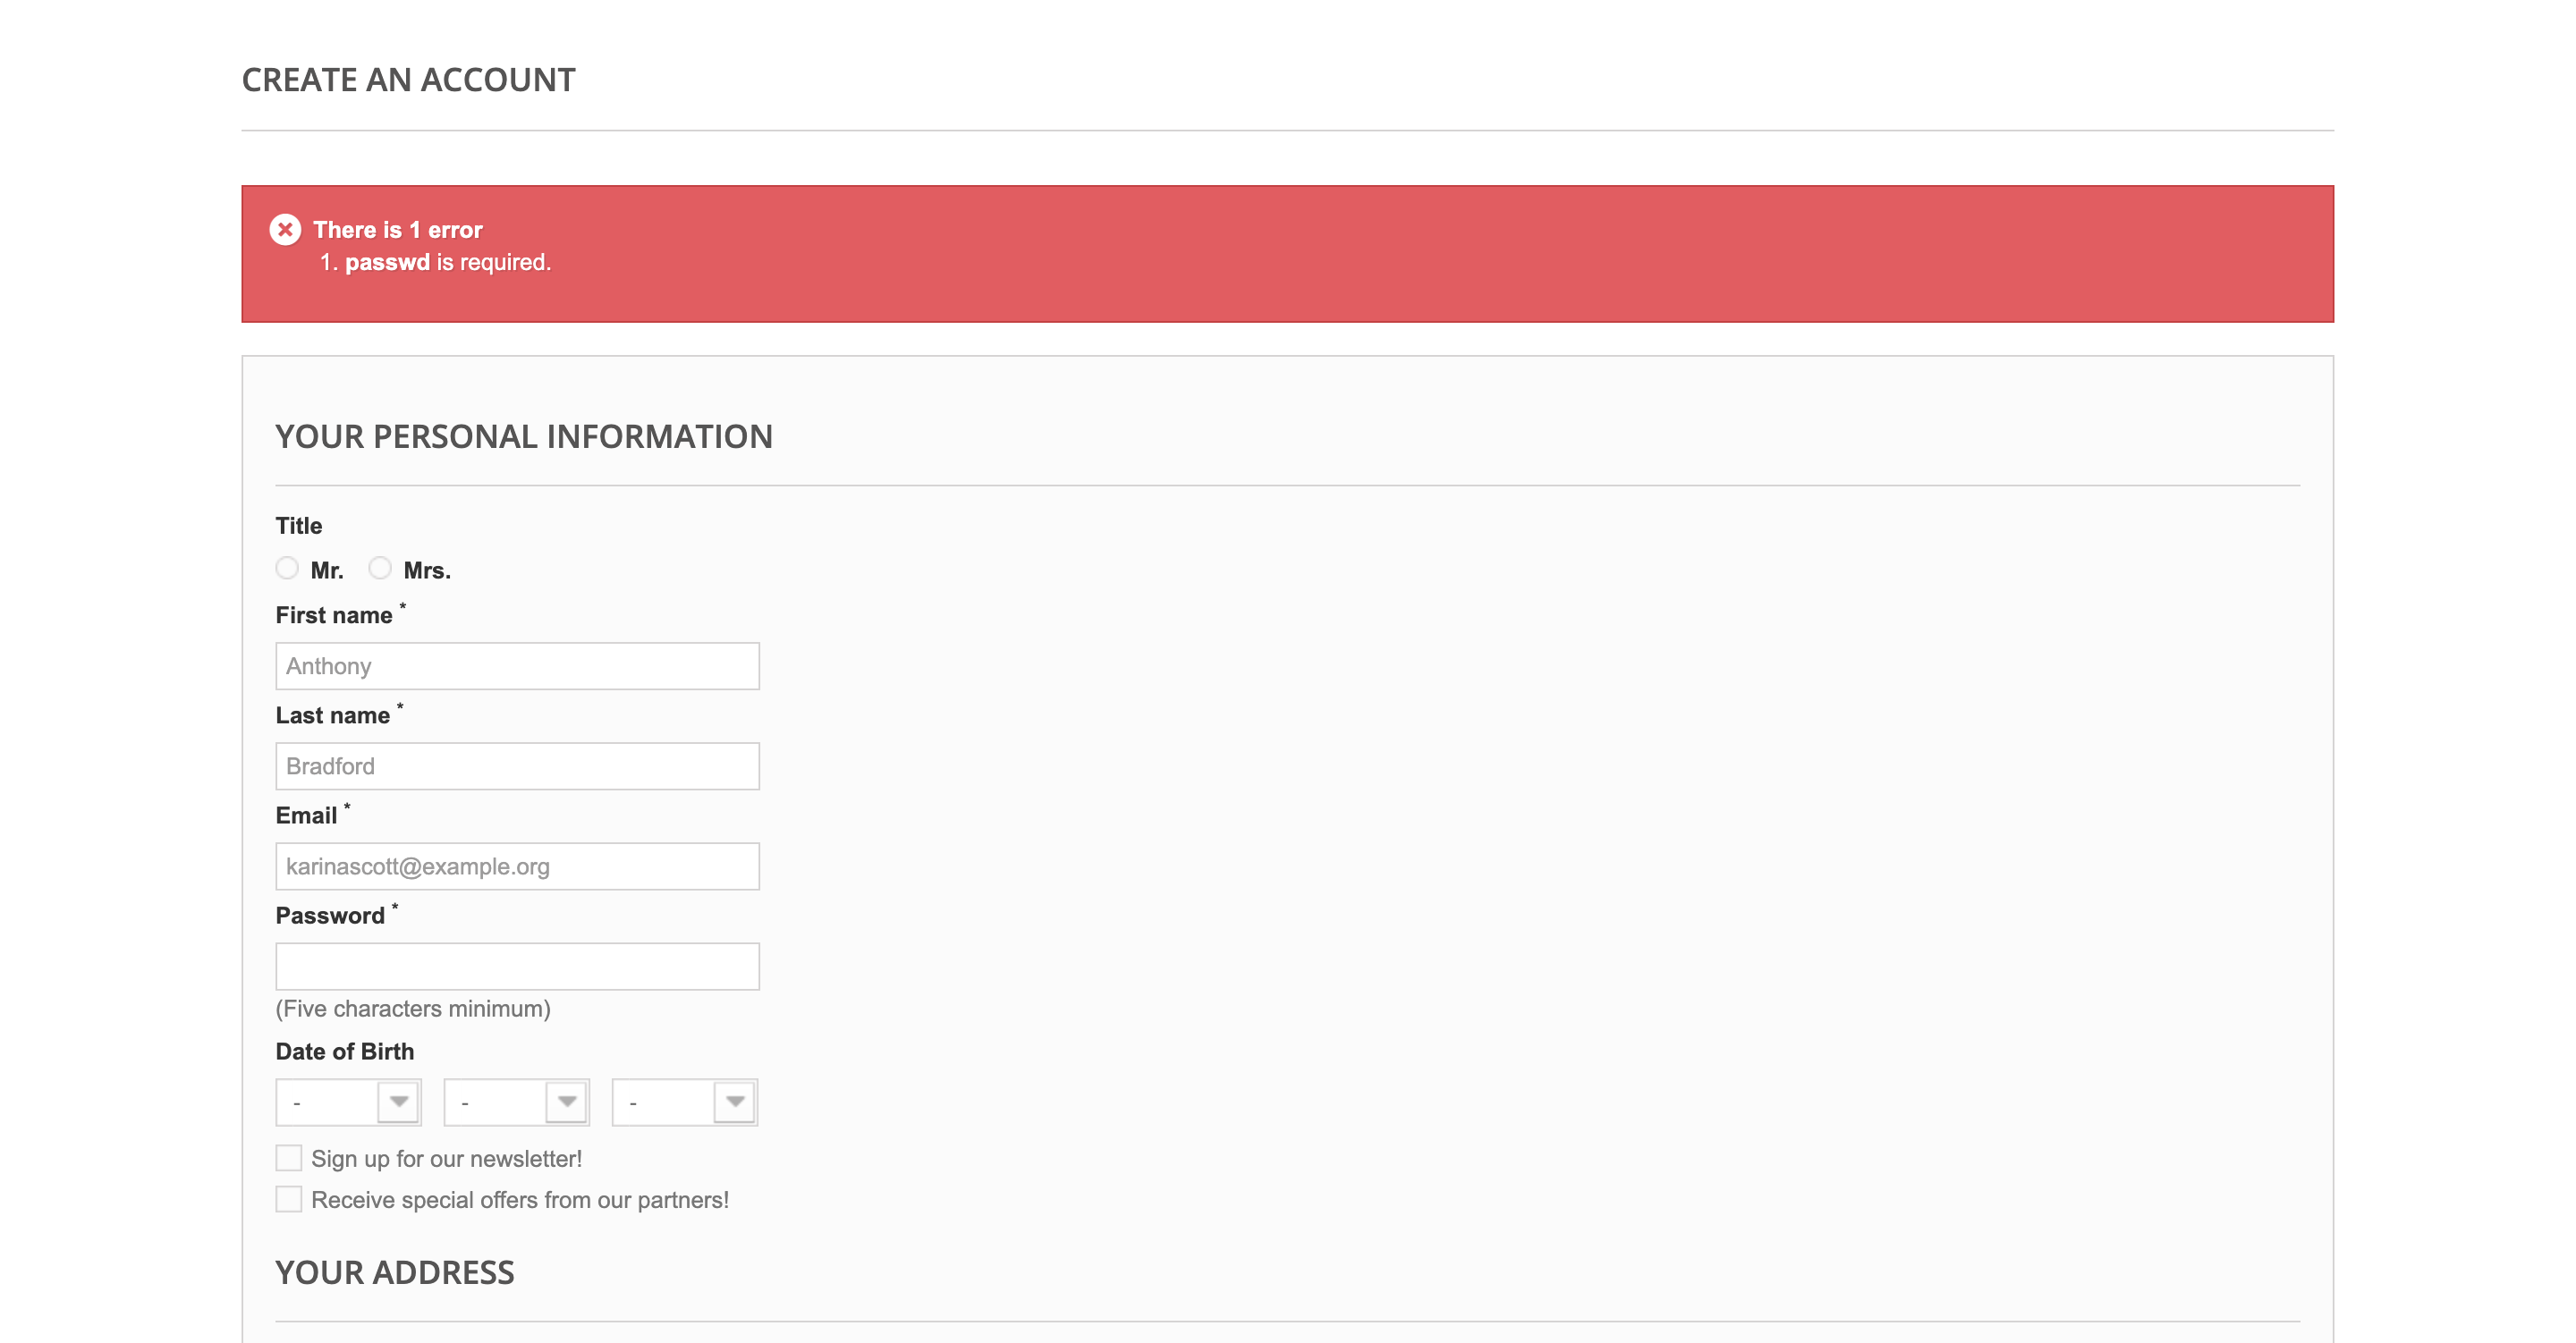 CREATE AN ACCOUNT
There is 1 error
1. passwd is required.
YOUR PERSONAL INFORMATION
Title
Mr. Mrs.
First name *
Anthony
Last name *
Bradford
Email *
karinascott@example.org
Password *
(Five characters minimum)
Date of Birth
- - -
Sign up for our newsletter!
Receive special offers from our partners!
YOUR ADDRESS